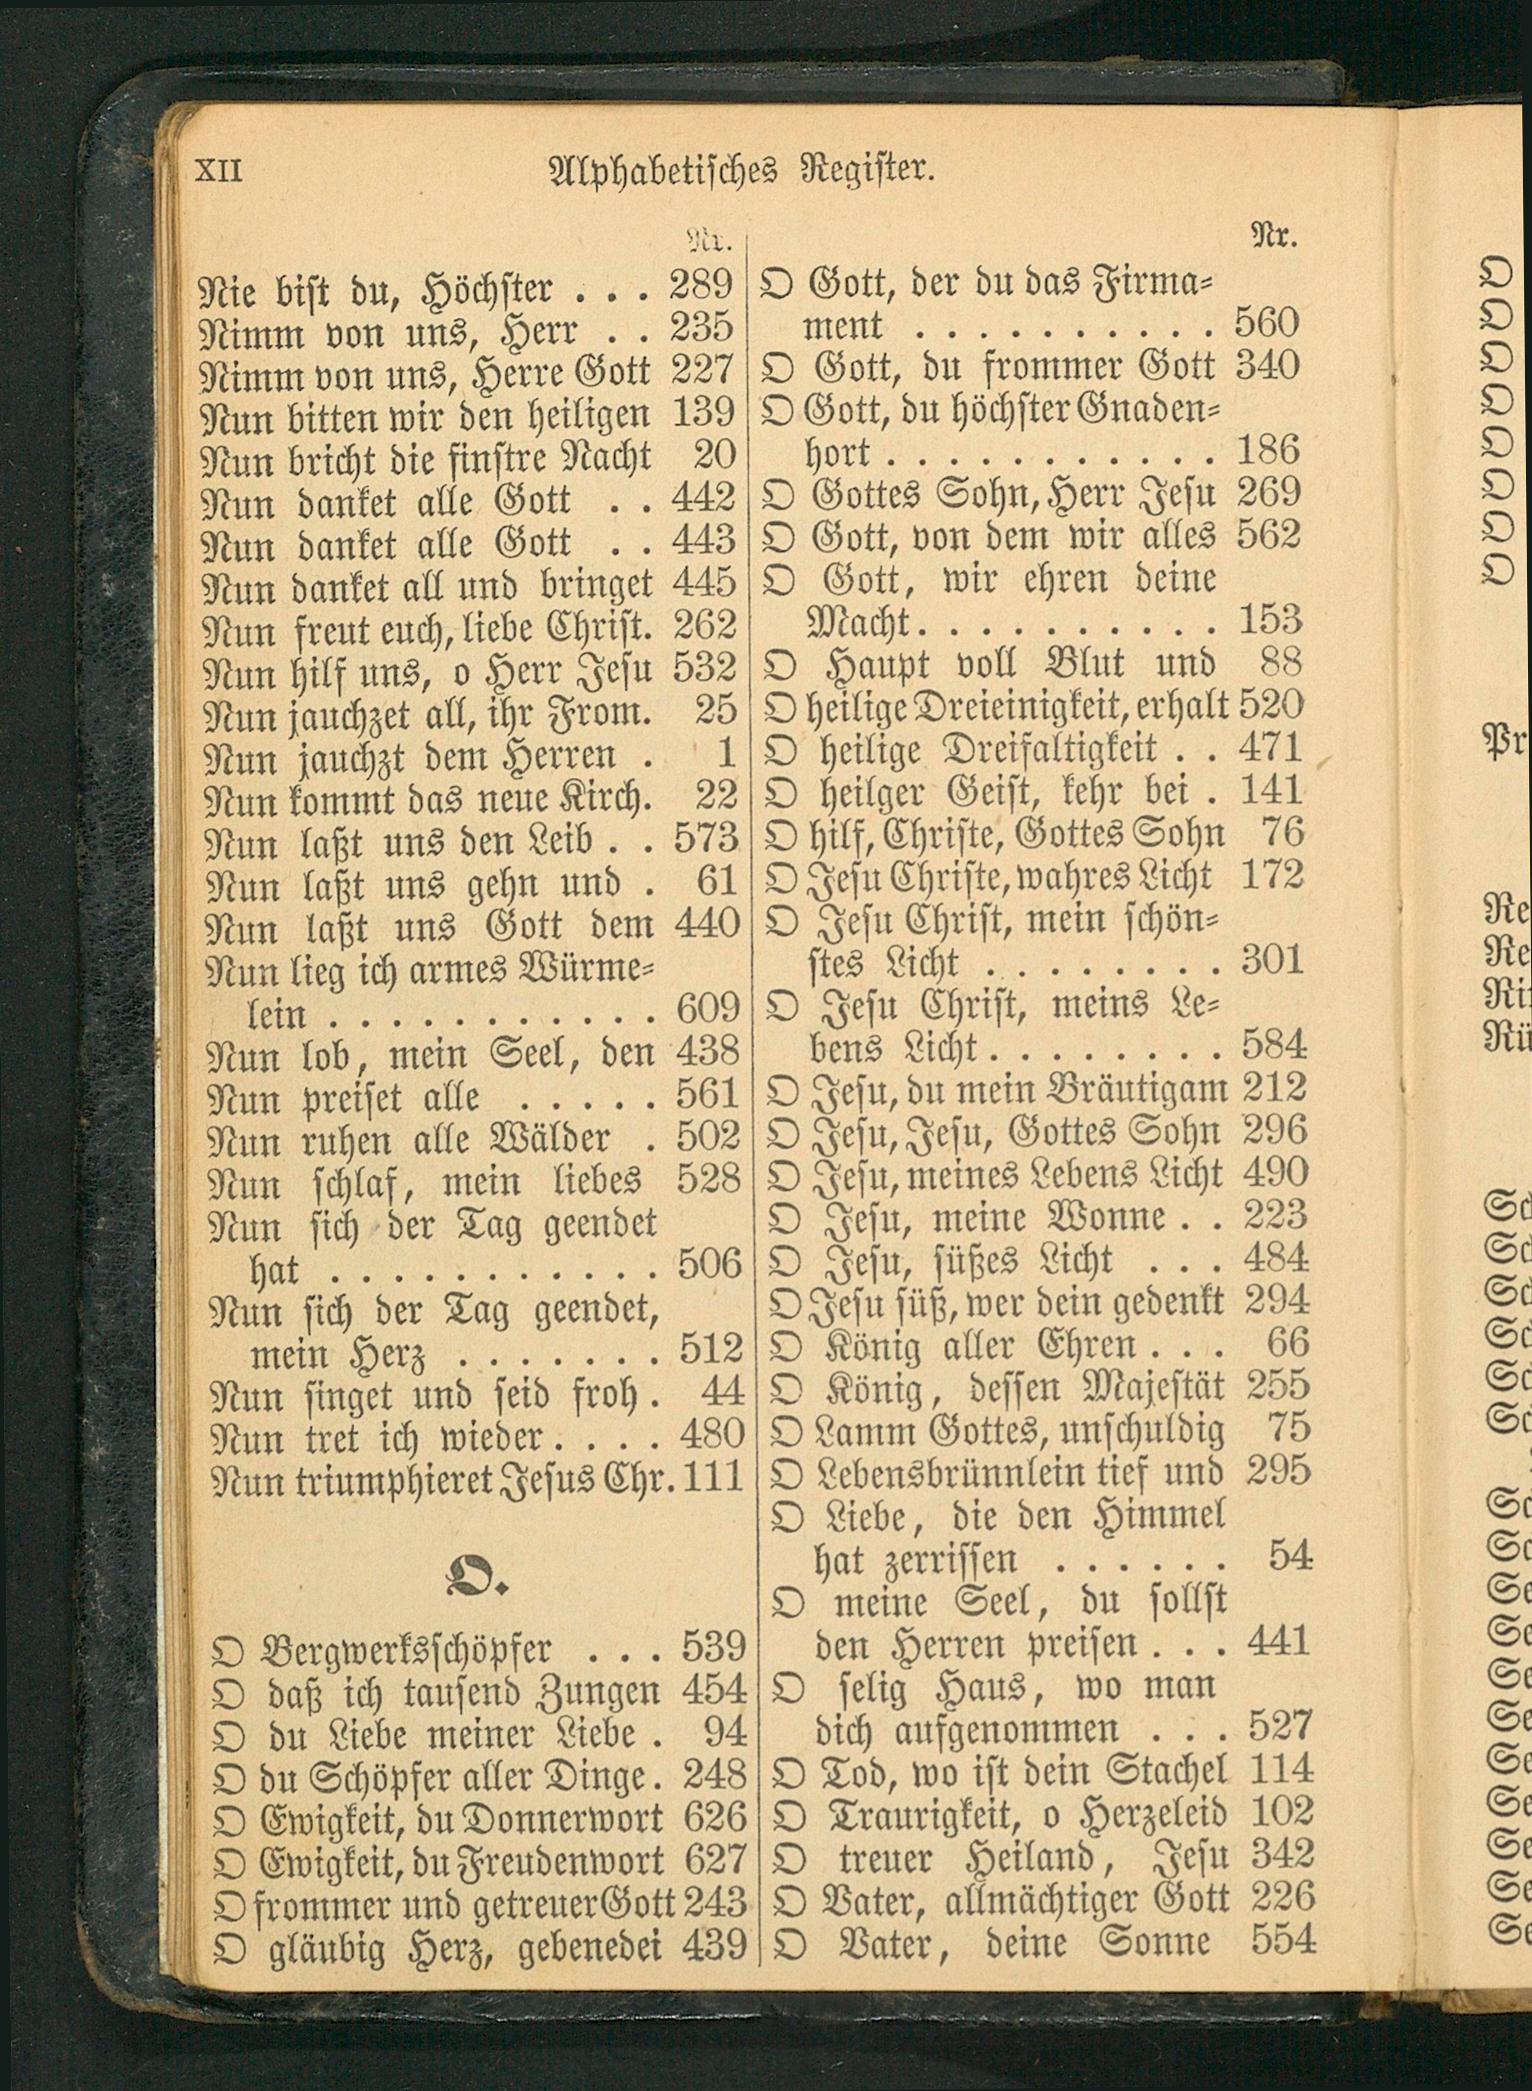 XII
Alphabetisches Register.
Nr.
Nie bist du, Höchster . . . 289
Nimm von uns, Herr . . 235
Nimm von uns, Herre Gott 227
Nun bitten wir den heiligen 139
Nun bricht die finstre Nacht 20
Nun danket alle Gott . . 442
Nun danket alle Gott . . 443
Nun danket all und bringet 445
Nun freut euch, liebe Christ. 262
Nun hilf uns, o Herr Jesu 532
Nun jauchzet all, ihr From. 25
Nun jauchzt dem Herren . 1
Nun kommt das neue Kirch. 22
Nun laßt uns den Leib . . 573
Nun laßt uns gehn und . 61
Nun laßt uns Gott dem 440
Nun lieg ich armes Würme-
lein . . . . . . . . . . . 609
Nun lob, mein Seel, den 438
Nun preiset alle . . . . . 561
Nun ruhen alle Wälder . 502
Nun schlaf, mein liebes 528
Nun sich der Tag geendet
hat . . . . . . . . . . . 506
Nun sich der Tag geendet,
mein Herz . . . . . . . 512
Nun singet und seid froh . 44
Nun tret ich wieder . . . . 480
Nun triumphieret Jesus Chr. 111
O.
O Bergwerksschöpfer . . . 539
O daß ich tausend Zungen 454
O du Liebe meiner Liebe . 94
O du Schöpfer aller Dinge . 248
O Ewigkeit, du Donnerwort 626
O Ewigkeit, du Freudenwort 627
O frommer und getreuer Gott 243
O gläubig Herz, gebenedei 439
Nr.
O Gott, der du das Firma-
ment . . . . . . . . . . 560
O Gott, du frommer Gott 340
O Gott, du höchster Gnaden-
hort . . . . . . . . . . . 186
O Gottes Sohn, Herr Jesu 269
O Gott, von dem wir alles 562
O Gott, wir ehren deine
Macht . . . . . . . . . . 153
O Haupt voll Blut und 88
O heilige Dreieinigkeit, erhalt 520
O heilige Dreifaltigkeit . . 471
O heilger Geist, kehr bei . 141
O hilf, Christe, Gottes Sohn 76
O Jesu Christe, wahres Licht 172
O Jesu Christ, mein schön-
stes Licht . . . . . . . . 301
O Jesu Christ, meins Le-
bens Licht . . . . . . . . 584
O Jesu, du mein Bräutigam 212
O Jesu, Jesu, Gottes Sohn 296
O Jesu, meines Lebens Licht 490
O Jesu, meine Wonne . . 223
O Jesu, süßes Licht . . . 484
O Jesu süß, wer dein gedenkt 294
O König aller Ehren . . . 66
O König, dessen Majestät 255
O Lamm Gottes, unschuldig 75
O Lebensbrünnlein tief und 295
O Liebe, die den Himmel
hat zerrissen . . . . . . 54
O meine Seel, du sollst
den Herren preisen . . . 441
O selig Haus, wo man
dich aufgenommen . . . 527
O Tod, wo ist dein Stachel 114
O Traurigkeit, o Herzeleid 102
O treuer Heiland, Jesu 342
O Vater, allmächtiger Gott 226
O Vater, deine Sonne 554